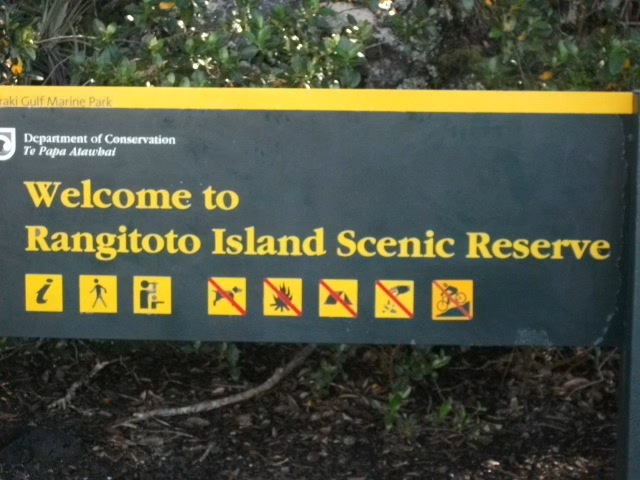 raki Gulf Marine Park
Department of Conservation
Te Papa Atawhai
Welcome to
Rangitoto Island Scenic Reserve